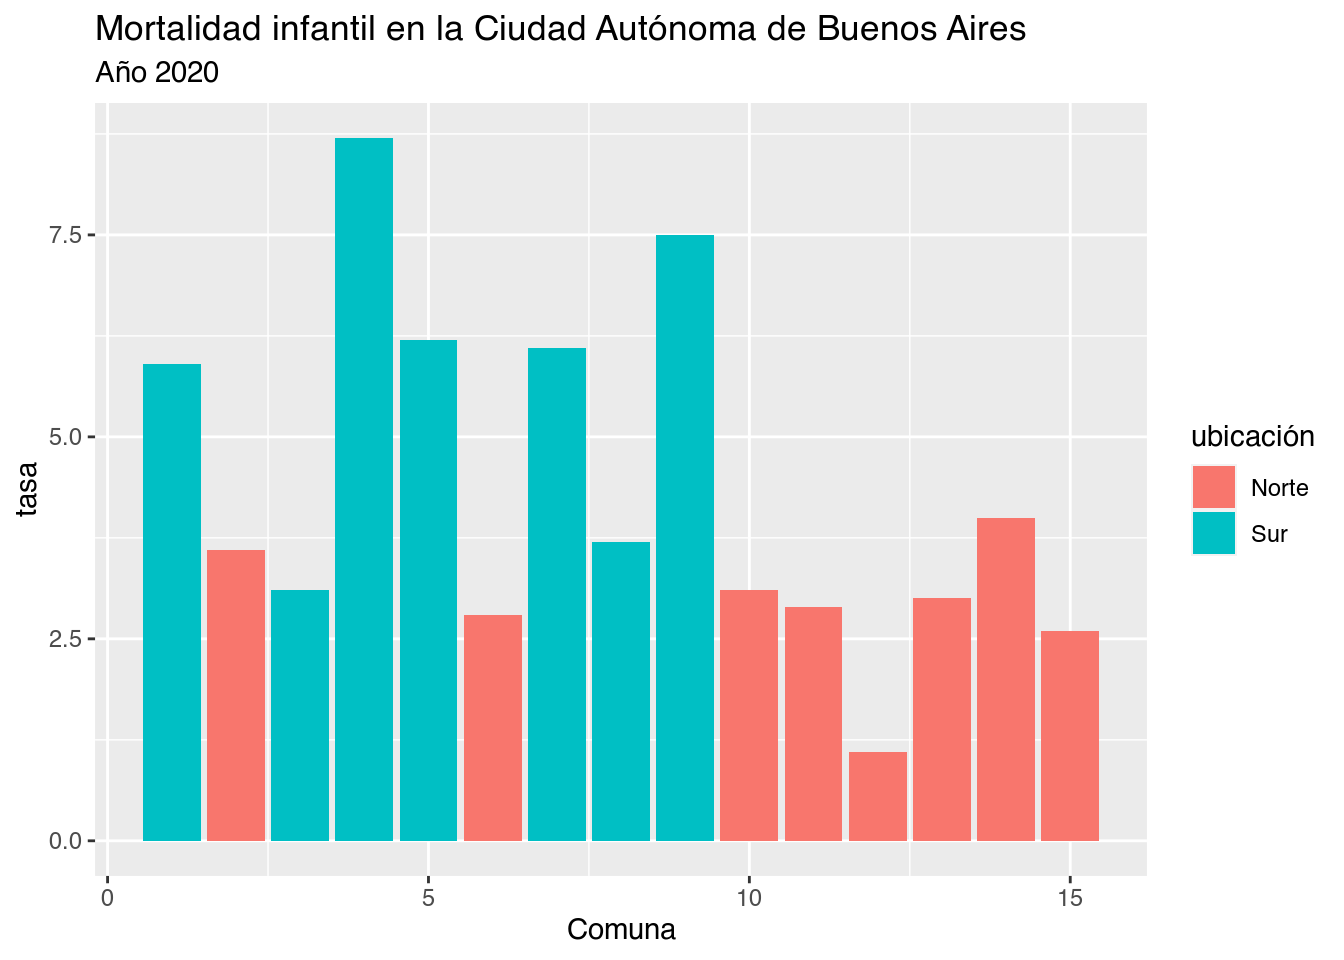 Mortalidad infantil en la Ciudad Autónoma de Buenos Aires
Año 2020
7.5
5.0
2.5
0.0
tasa
0
5
10
15
Comuna
ubicación
Norte
Sur